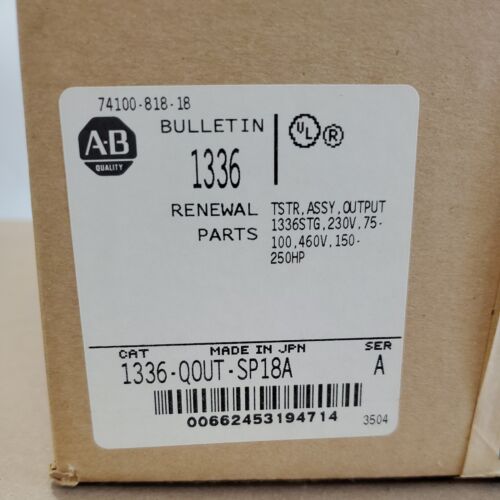 74100-818-18
A-B
QUALITY
BULLETIN
1336
RENEWAL
PARTS
UL R
TSTR,ASSY,OUTPUT
1336STG,230V,75-
100,460V,150-
250HP
CAT MADE IN JPN SER
1336-QOUT-SP18A A
00662453194714
3504